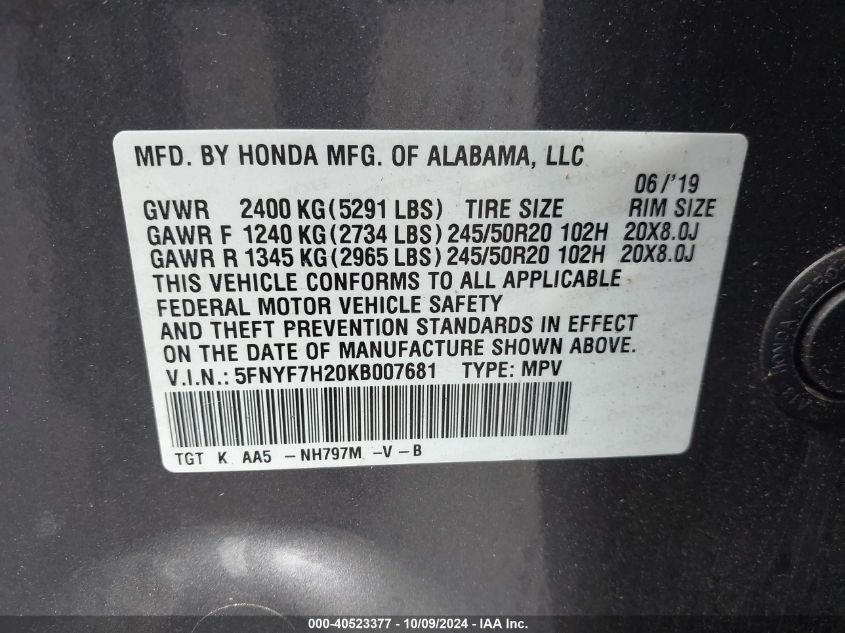 MFD. BY HONDA MFG. OF ALABAMA, LLC
06/'19
GVWR 2400 KG(5291 LBS) TIRE SIZE RIM SIZE
GAWR F 1240 KG(2734 LBS) 245/50R20 102H 20X8.0J
GAWR R 1345 KG(2965 LBS) 245/50R20 102H 20X8.0J
THIS VEHICLE CONFORMS TO ALL APPLICABLE
FEDERAL MOTOR VEHICLE SAFETY
AND THEFT PREVENTION STANDARDS IN EFFECT
ON THE DATE OF MANUFACTURE SHOWN ABOVE.
V.I.N.: 5FNYF7H20KB007681 TYPE: MPV
TGT K AA5 -NH797M -V -B
HONDA
000-40523377 - 10/09/2024 - IAA Inc.